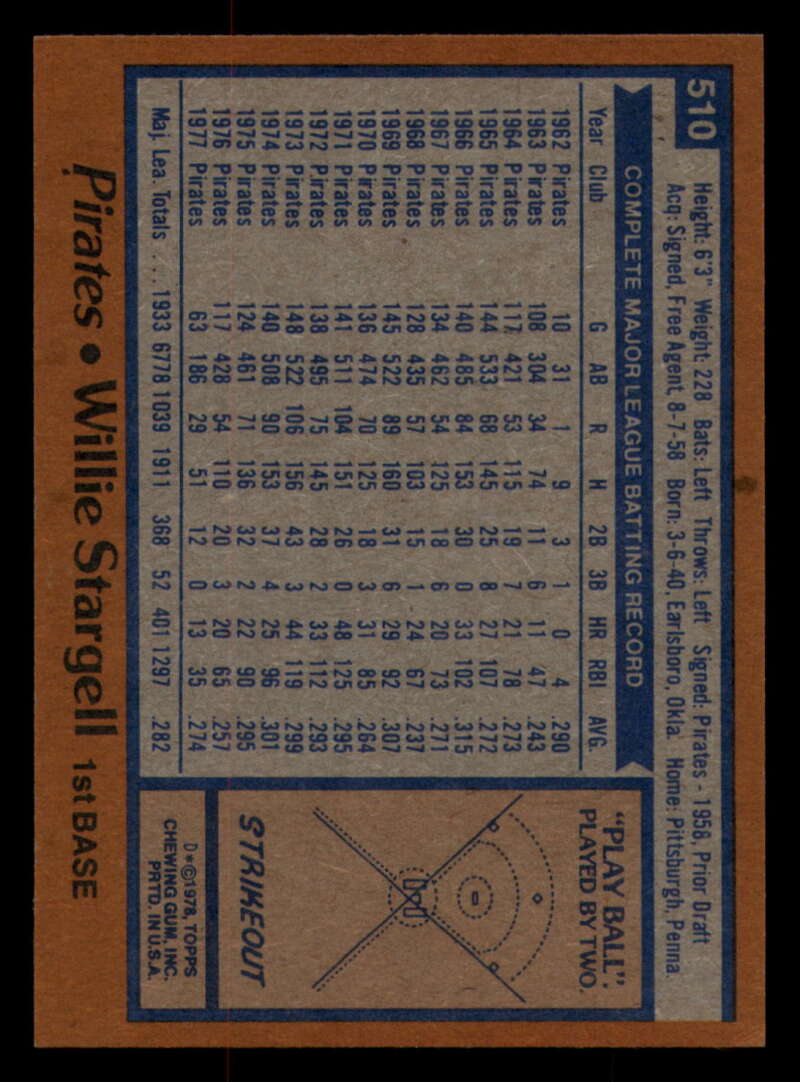 510
Height: 6'3" Weight: 228 Bats: Left Throws: Left Signed: Pirates - 1958, Prior Draft
Acq: Signed, Free Agent, 8-7-58 Born: 3-6-40, Earlsboro, Okla. Home: Pittsburgh, Penna.
COMPLETE MAJOR LEAGUE BATTING RECORD
Year Club G AB R H 2B 3B HR RBI AVG.
1962 Pirates 10 31 1 9 3 1 0 4 .290
1963 Pirates 108 304 34 74 11 6 11 47 .243
1964 Pirates 117 421 53 115 19 7 21 78 .273
1965 Pirates 144 533 68 145 25 8 27 107 .272
1966 Pirates 140 485 84 153 30 0 33 102 .315
1967 Pirates 134 462 54 125 18 6 20 73 .271
1968 Pirates 128 435 57 103 15 1 24 67 .237
1969 Pirates 145 522 89 160 31 6 29 92 .307
1970 Pirates 136 474 70 125 18 3 31 85 .264
1971 Pirates 141 511 104 151 26 0 48 125 .295
1972 Pirates 138 495 75 145 28 2 33 112 .293
1973 Pirates 148 522 106 156 43 3 44 119 .299
1974 Pirates 140 508 90 153 37 4 25 96 .301
1975 Pirates 124 461 71 136 32 2 22 90 .295
1976 Pirates 117 428 54 110 20 3 20 65 .257
1977 Pirates 63 186 29 51 12 0 13 35 .274
Maj. Lea. Totals ... 1933 6778 1039 1911 368 52 401 1297 .282
"PLAY BALL":
PLAYED BY TWO.
STRIKEOUT
D*©1978, TOPPS
CHEWING GUM, INC.
PRTD. IN U.S.A.
Pirates • Willie Stargell 1st BASE